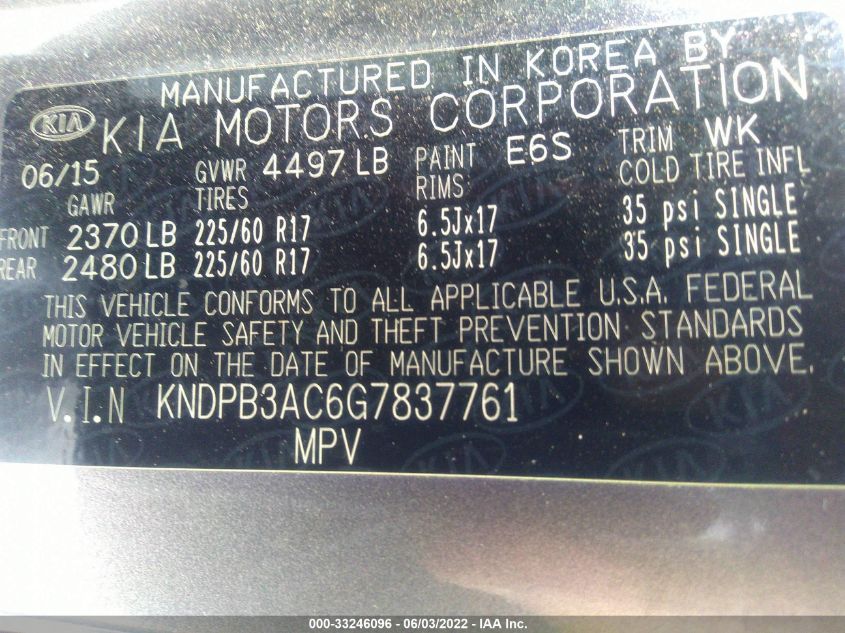 MANUFACTURED IN KOREA BY
KIA KIA MOTORS CORPORATION
06/15 GVWR 4497 LB PAINT E6S TRIM WK
GAWR TIRES RIMS COLD TIRE INFL
FRONT 2370 LB 225/60 R17 6.5Jx17 35 psi SINGLE
REAR 2480 LB 225/60 R17 6.5Jx17 35 psi SINGLE
THIS VEHICLE CONFORMS TO ALL APPLICABLE U.S.A. FEDERAL
MOTOR VEHICLE SAFETY AND THEFT PREVENTION STANDARDS
IN EFFECT ON THE DATE OF MANUFACTURE SHOWN ABOVE.
V.I.N KNDPB3AC6G7837761
MPV
000-33246096 - 06/03/2022 - IAA Inc.